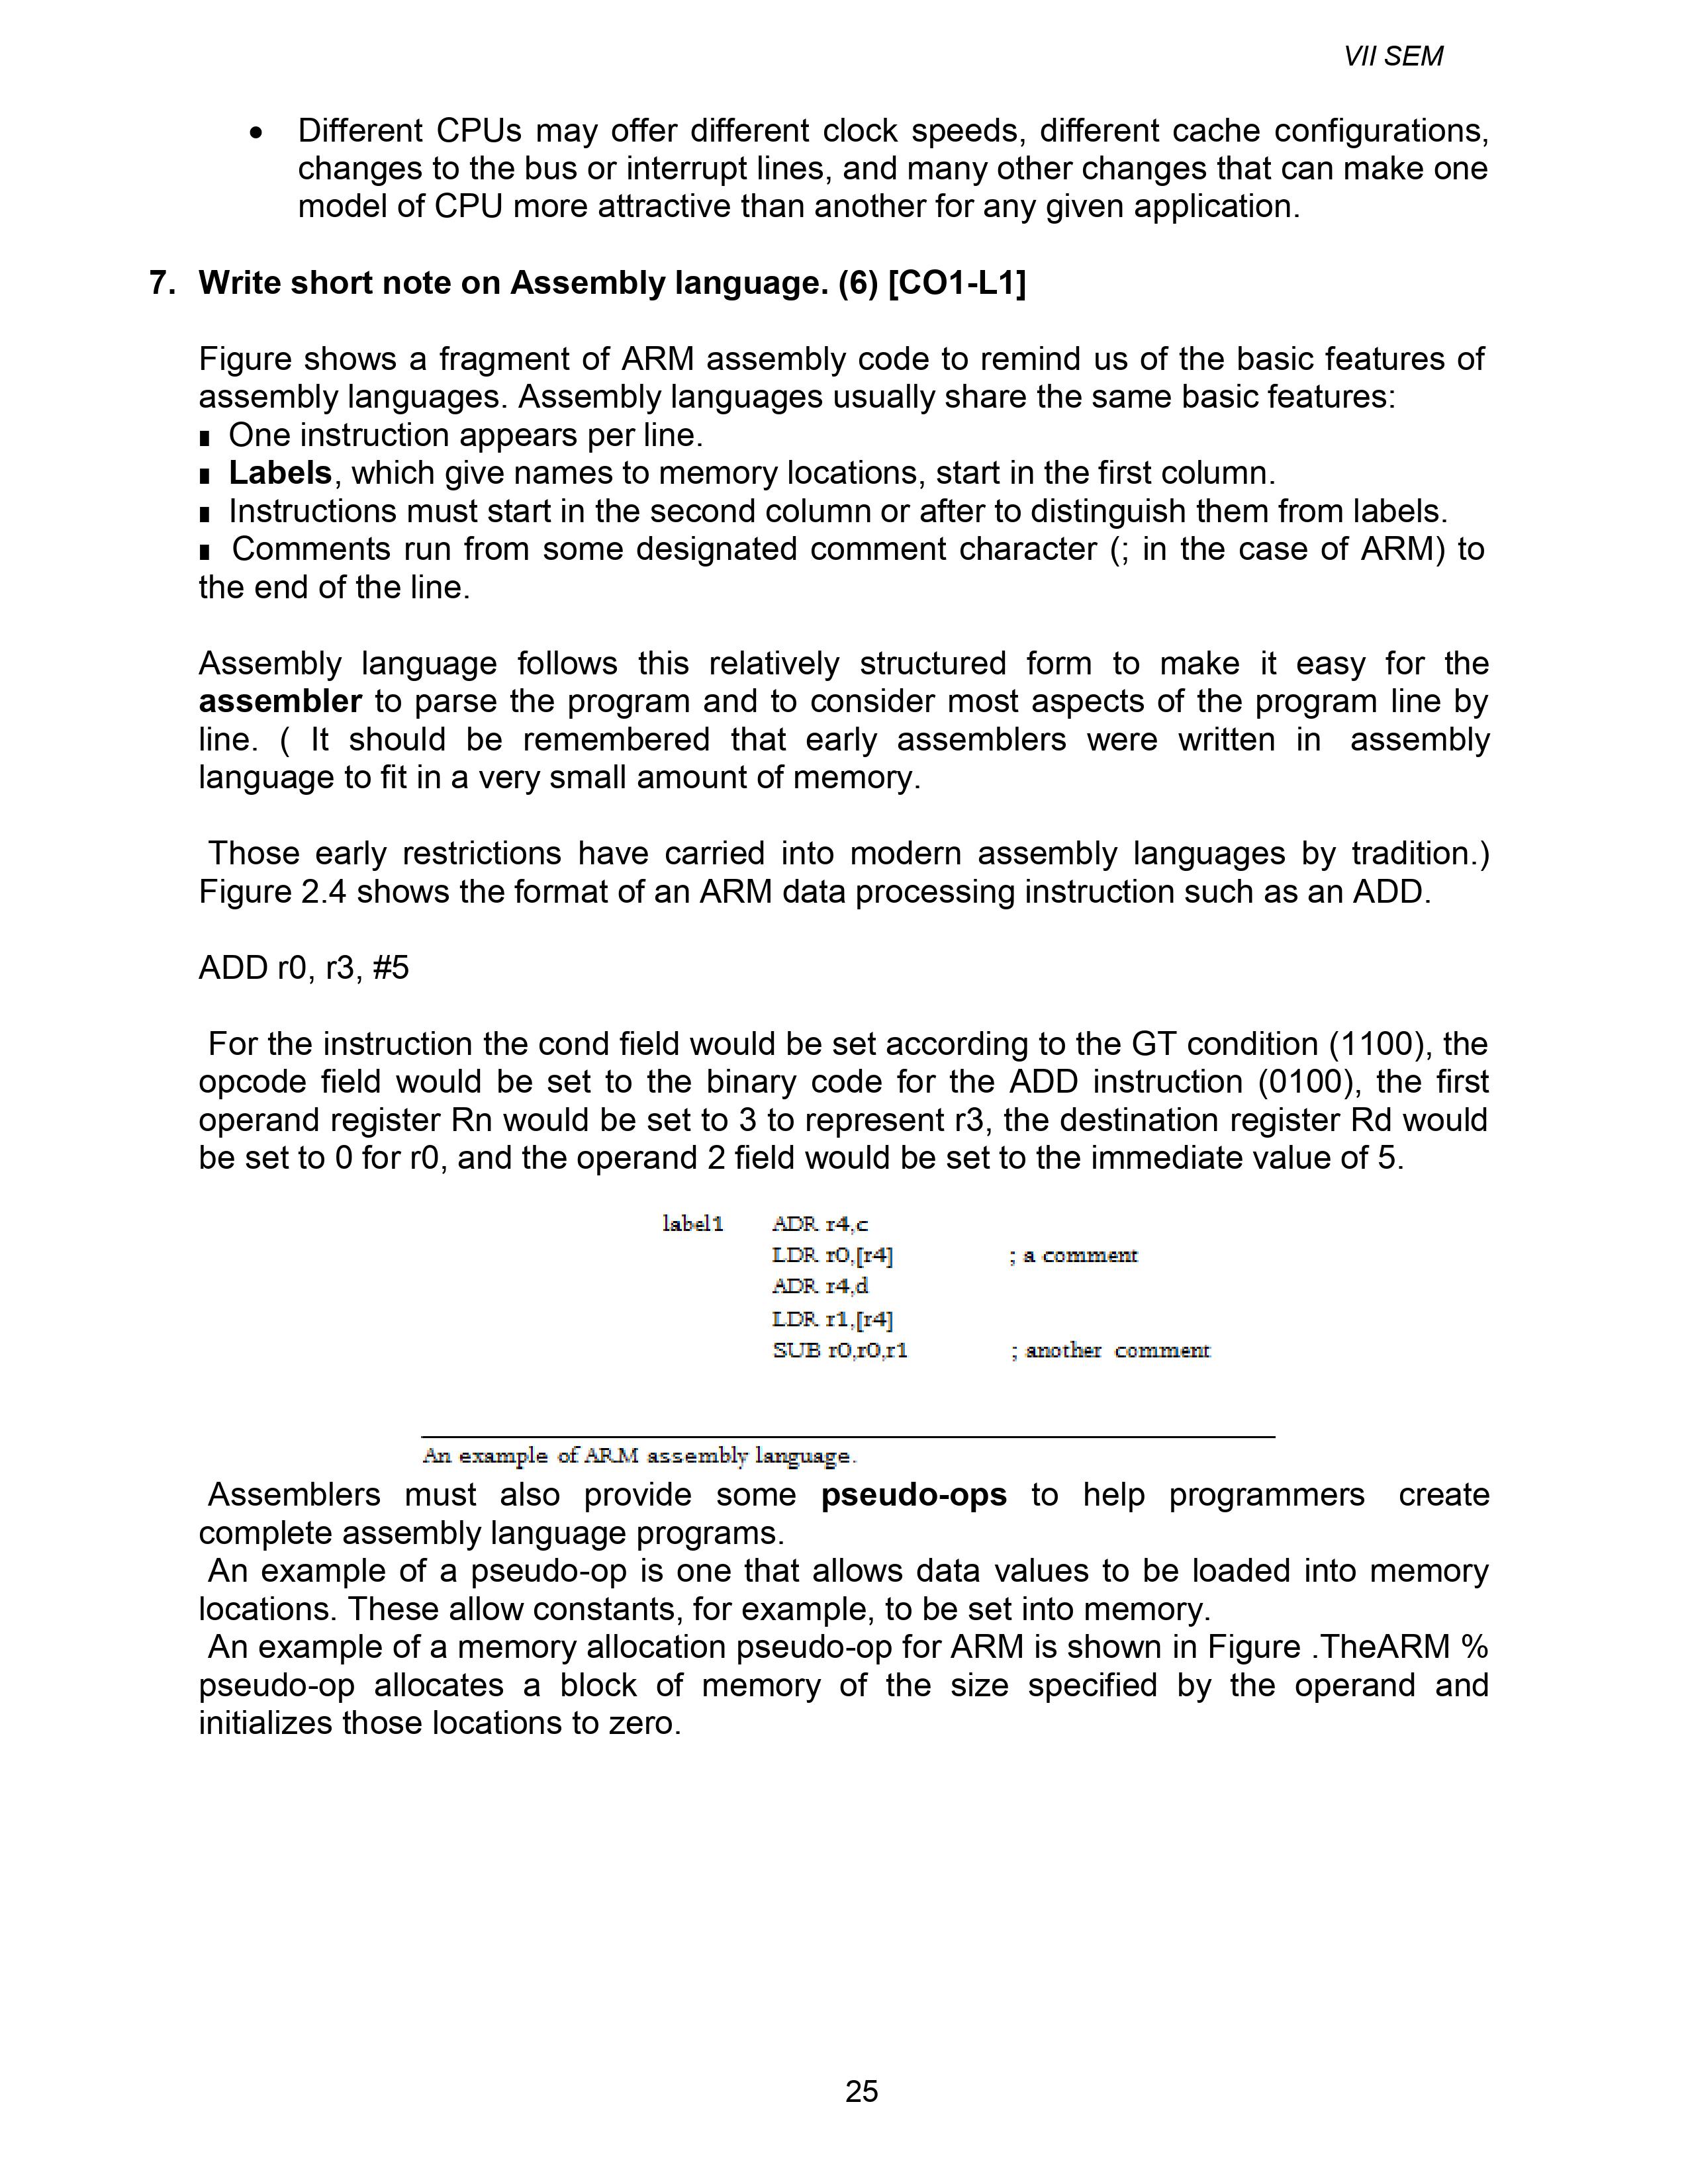 VII SEM
• Different CPUs may offer different clock speeds, different cache configurations,
changes to the bus or interrupt lines, and many other changes that can make one
model of CPU more attractive than another for any given application.
7. Write short note on Assembly language. (6) [CO1-L1]
Figure shows a fragment of ARM assembly code to remind us of the basic features of
assembly languages. Assembly languages usually share the same basic features:
∎ One instruction appears per line.
∎ Labels, which give names to memory locations, start in the first column.
∎ Instructions must start in the second column or after to distinguish them from labels.
∎ Comments run from some designated comment character (; in the case of ARM) to
the end of the line.
Assembly language follows this relatively structured form to make it easy for the
assembler to parse the program and to consider most aspects of the program line by
line. ( It should be remembered that early assemblers were written in assembly
language to fit in a very small amount of memory.
Those early restrictions have carried into modern assembly languages by tradition.)
Figure 2.4 shows the format of an ARM data processing instruction such as an ADD.
ADD r0, r3, #5
For the instruction the cond field would be set according to the GT condition (1100), the
opcode field would be set to the binary code for the ADD instruction (0100), the first
operand register Rn would be set to 3 to represent r3, the destination register Rd would
be set to 0 for r0, and the operand 2 field would be set to the immediate value of 5.
label1 ADR r4,c
LDR r0,[r4] ; a comment
ADR r4,d
LDR r1,[r4]
SUB r0,r0,r1 ; another comment
An example of ARM assembly language.
Assemblers must also provide some pseudo-ops to help programmers create
complete assembly language programs.
An example of a pseudo-op is one that allows data values to be loaded into memory
locations. These allow constants, for example, to be set into memory.
An example of a memory allocation pseudo-op for ARM is shown in Figure .TheARM %
pseudo-op allocates a block of memory of the size specified by the operand and
initializes those locations to zero.
25